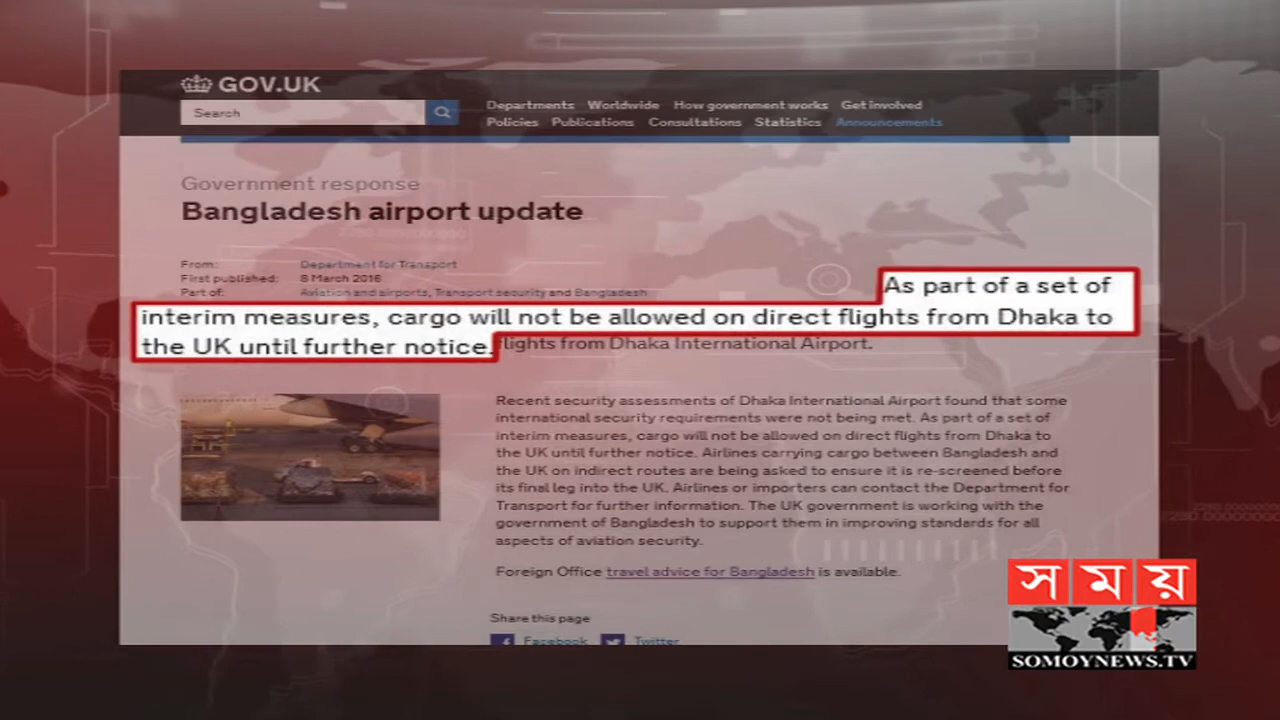 GOV.UK
Search
Departments Worldwide How government works Get involved
Policies Publications Consultations Statistics Announcements
Government response
Bangladesh airport update
From: Department for Transport
First published: 8 March 2016
Part of: Aviation and airports, Transport security and Bangladesh
As part of a set of
interim measures, cargo will not be allowed on direct flights from Dhaka to
the UK until further notice.
flights from Dhaka International Airport.
Recent security assessments of Dhaka International Airport found that some
international security requirements were not being met. As part of a set of
interim measures, cargo will not be allowed on direct flights from Dhaka to
the UK until further notice. Airlines carrying cargo between Bangladesh and
the UK on indirect routes are being asked to ensure it is re-screened before
its final leg into the UK. Airlines or importers can contact the Department for
Transport for further information. The UK government is working with the
government of Bangladesh to support them in improving standards for all
aspects of aviation security.
Foreign Office travel advice for Bangladesh is available.
Share this page
Facebook Twitter
সময়
SOMOYNEWS.TV